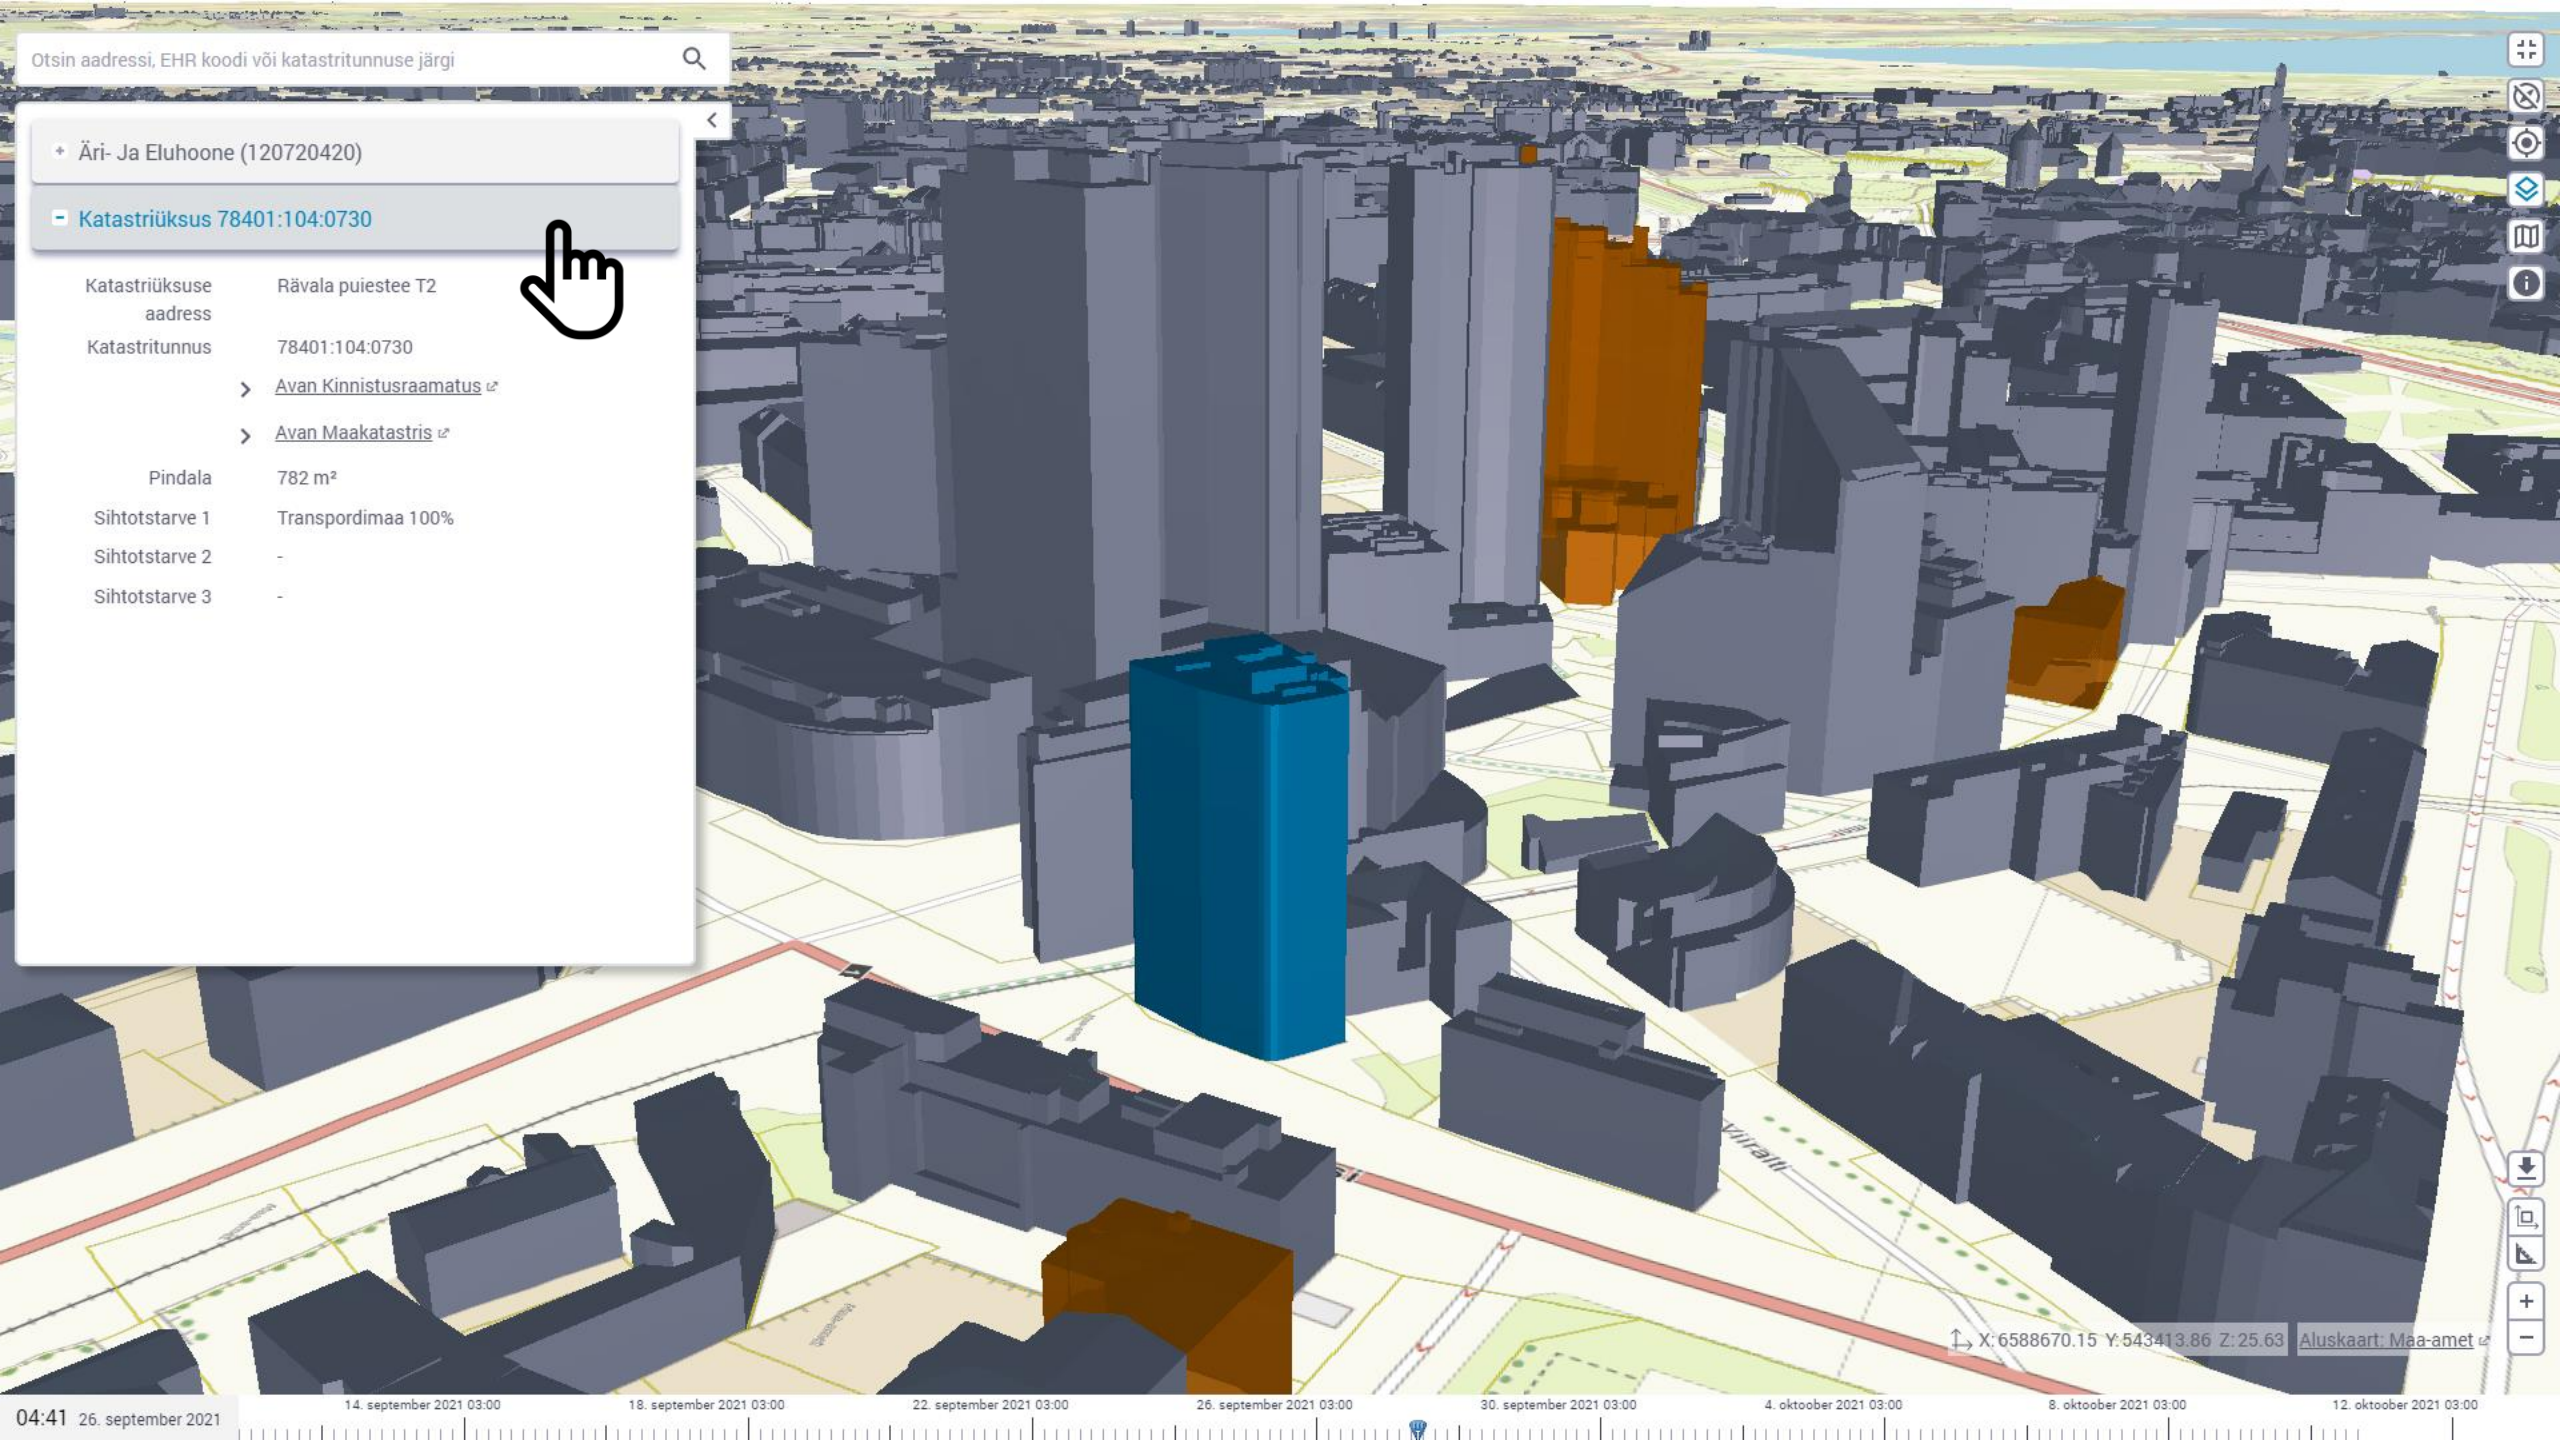 Otsin aadressi, EHR koodi või katastritunnuse järgi
Äri- Ja Eluhoone (120720420)
Katastriüksus 78401:104:0730
Katastriüksuse aadress
Rävala puiestee T2
Katastritunnus
78401:104:0730
Avan Kinnistusraamatus
Avan Maakatastris
Pindala
782 m²
Sihtotstarve 1
Transpordimaa 100%
Sihtotstarve 2
-
Sihtotstarve 3
-
Viiralti
X:6588670.15 Y:543413.86 Z:25.63
Aluskaart: Maa-amet
04:41 26. september 2021
14. september 2021 03:00
18. september 2021 03:00
22. september 2021 03:00
26. september 2021 03:00
30. september 2021 03:00
4. oktoober 2021 03:00
8. oktoober 2021 03:00
12. oktoober 2021 03:00